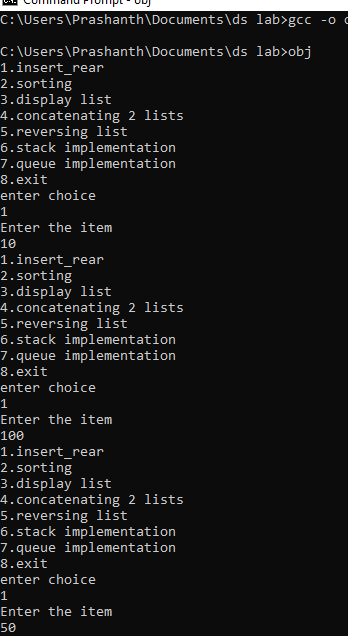 Command Prompt - obj
C:\Users\Prashanth\Documents\ds lab>gcc -o
C:\Users\Prashanth\Documents\ds lab>obj
1.insert_rear
2.sorting
3.display list
4.concatenating 2 lists
5.reversing list
6.stack implementation
7.queue implementation
8.exit
enter choice
1
Enter the item
10
1.insert_rear
2.sorting
3.display list
4.concatenating 2 lists
5.reversing list
6.stack implementation
7.queue implementation
8.exit
enter choice
1
Enter the item
100
1.insert_rear
2.sorting
3.display list
4.concatenating 2 lists
5.reversing list
6.stack implementation
7.queue implementation
8.exit
enter choice
1
Enter the item
50